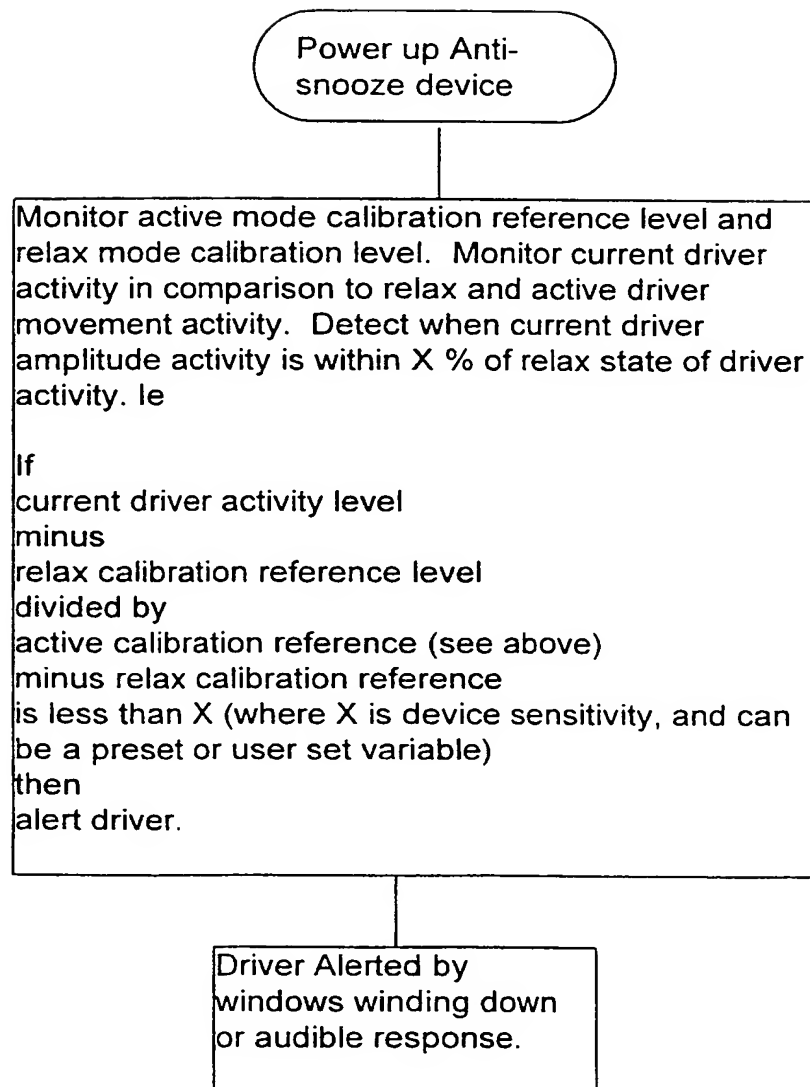 Power up Anti-
snooze device
Monitor active mode calibration reference level and
relax mode calibration level. Monitor current driver
activity in comparison to relax and active driver
movement activity. Detect when current driver
amplitude activity is within X % of relax state of driver
activity. Ie
If
current driver activity level
minus
relax calibration reference level
divided by
active calibration reference (see above)
minus relax calibration reference
is less than X (where X is device sensitivity, and can
be a preset or user set variable)
then
alert driver.
Driver Alerted by
windows winding down
or audible response.